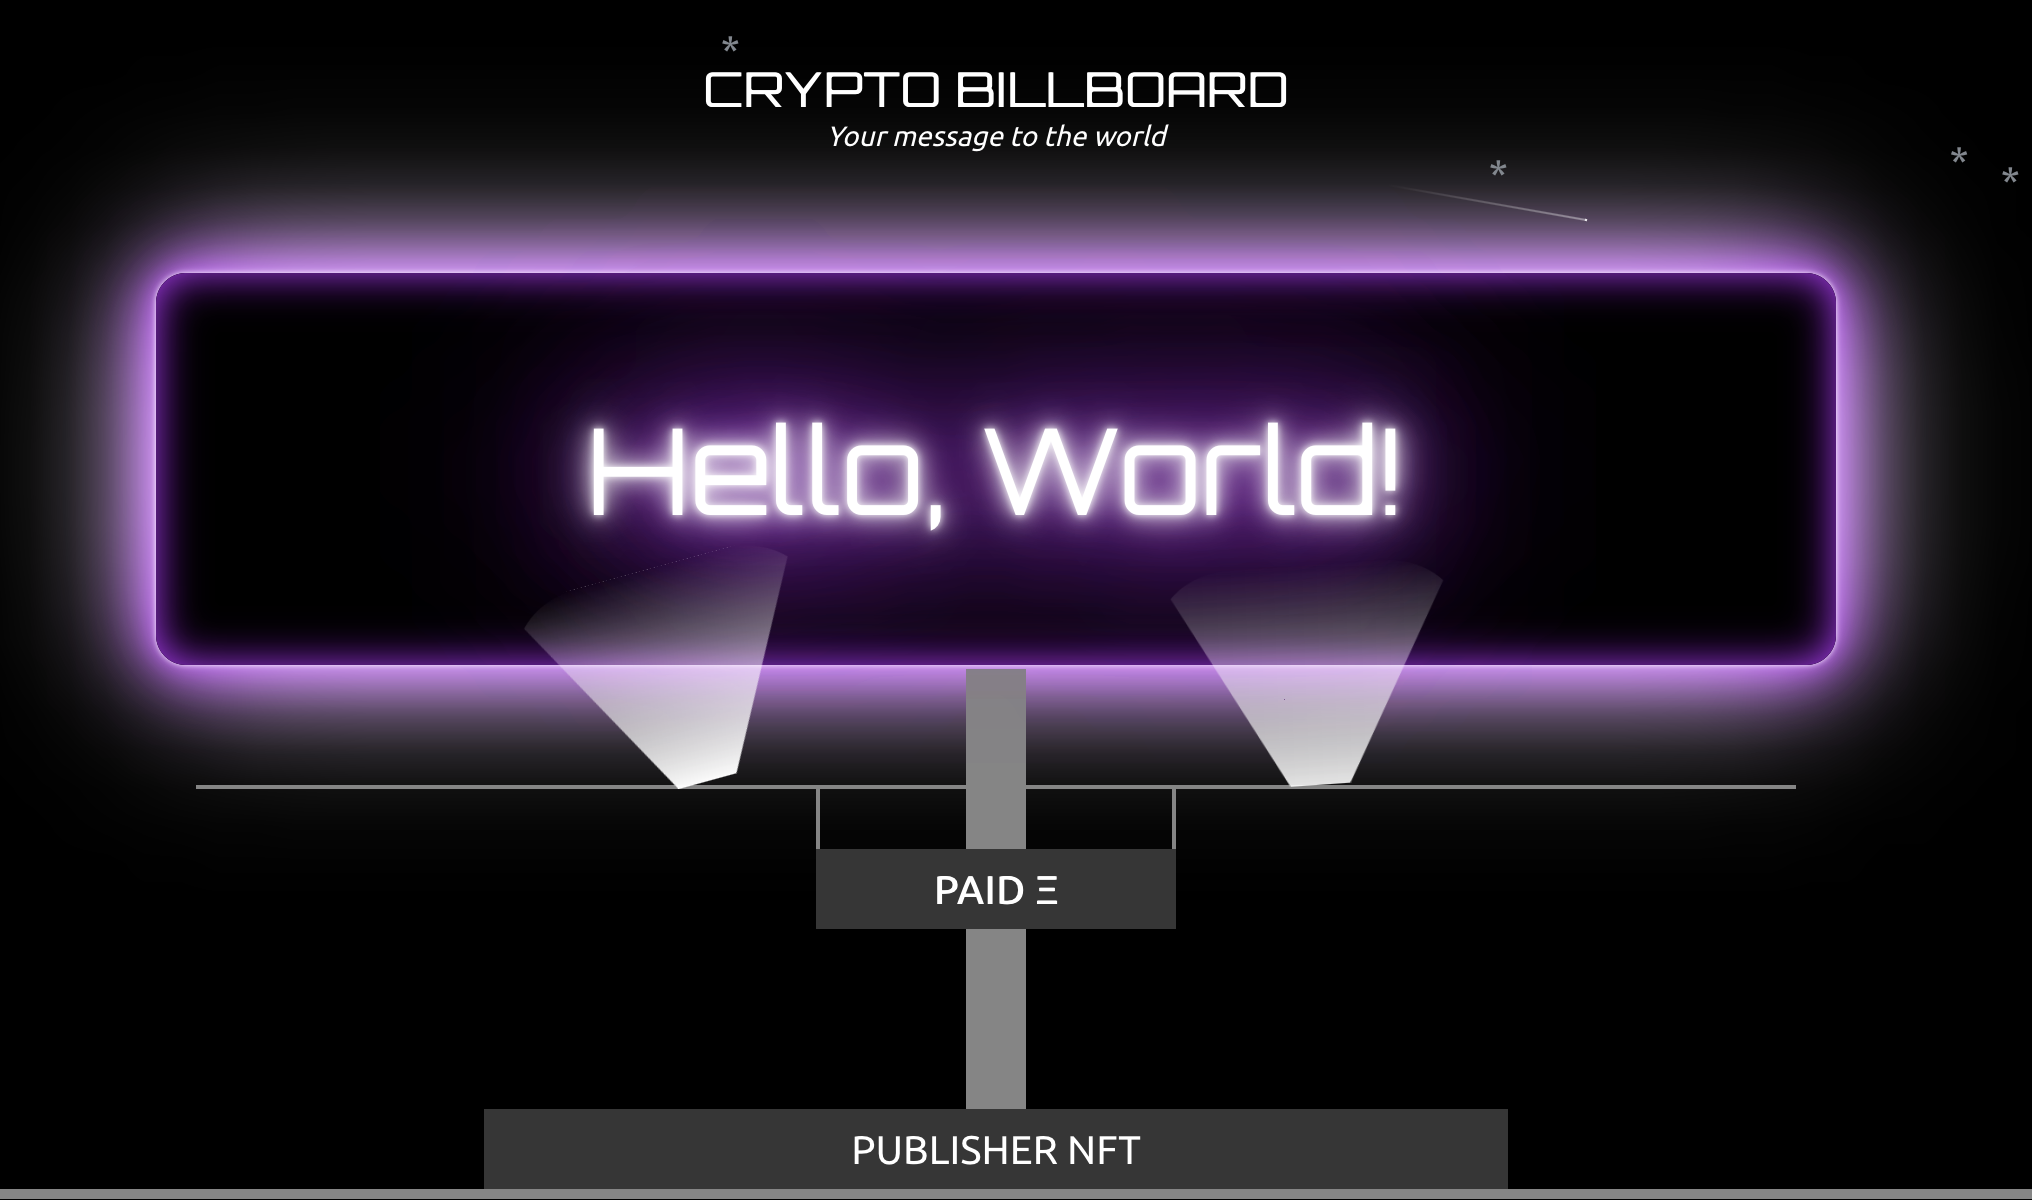 CRYPTO BILLBOARD
Your message to the world
Hello, World!
PAID Ξ
PUBLISHER NFT